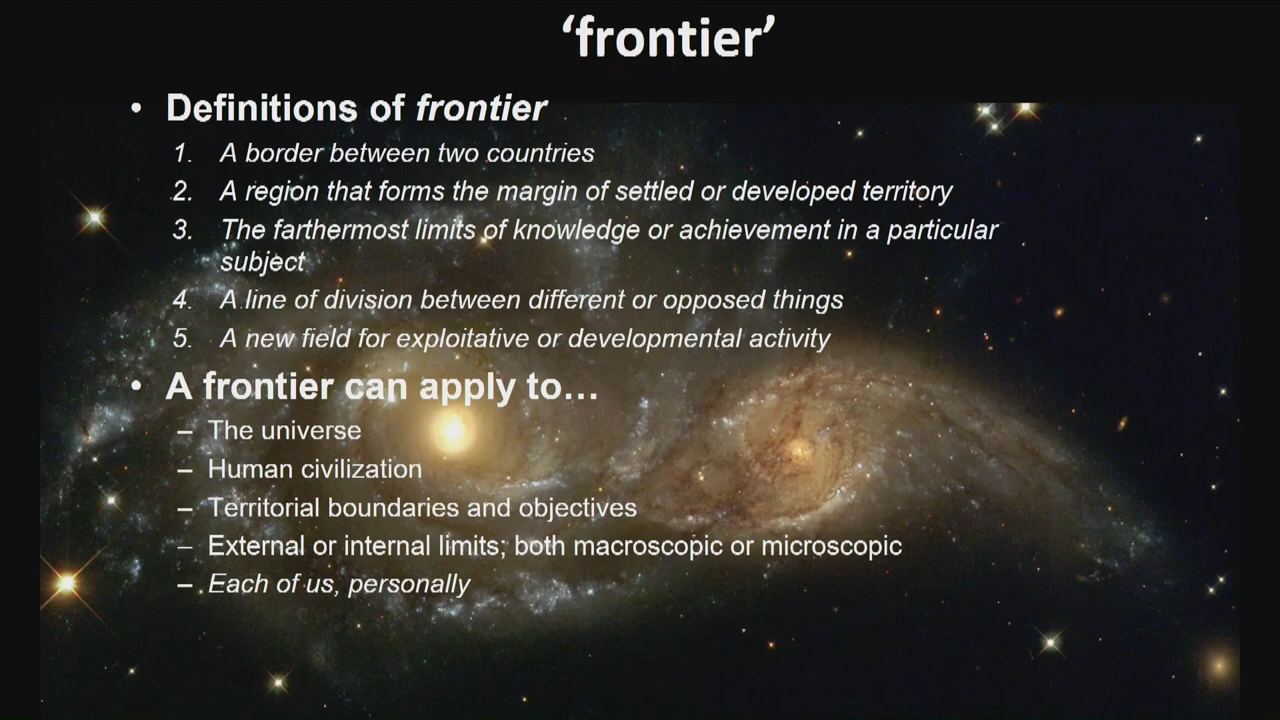 ‘frontier’
• Definitions of frontier
1. A border between two countries
2. A region that forms the margin of settled or developed territory
3. The farthermost limits of knowledge or achievement in a particular
subject
4. A line of division between different or opposed things
5. A new field for exploitative or developmental activity
• A frontier can apply to…
– The universe
– Human civilization
– Territorial boundaries and objectives
– External or internal limits; both macroscopic or microscopic
– Each of us, personally